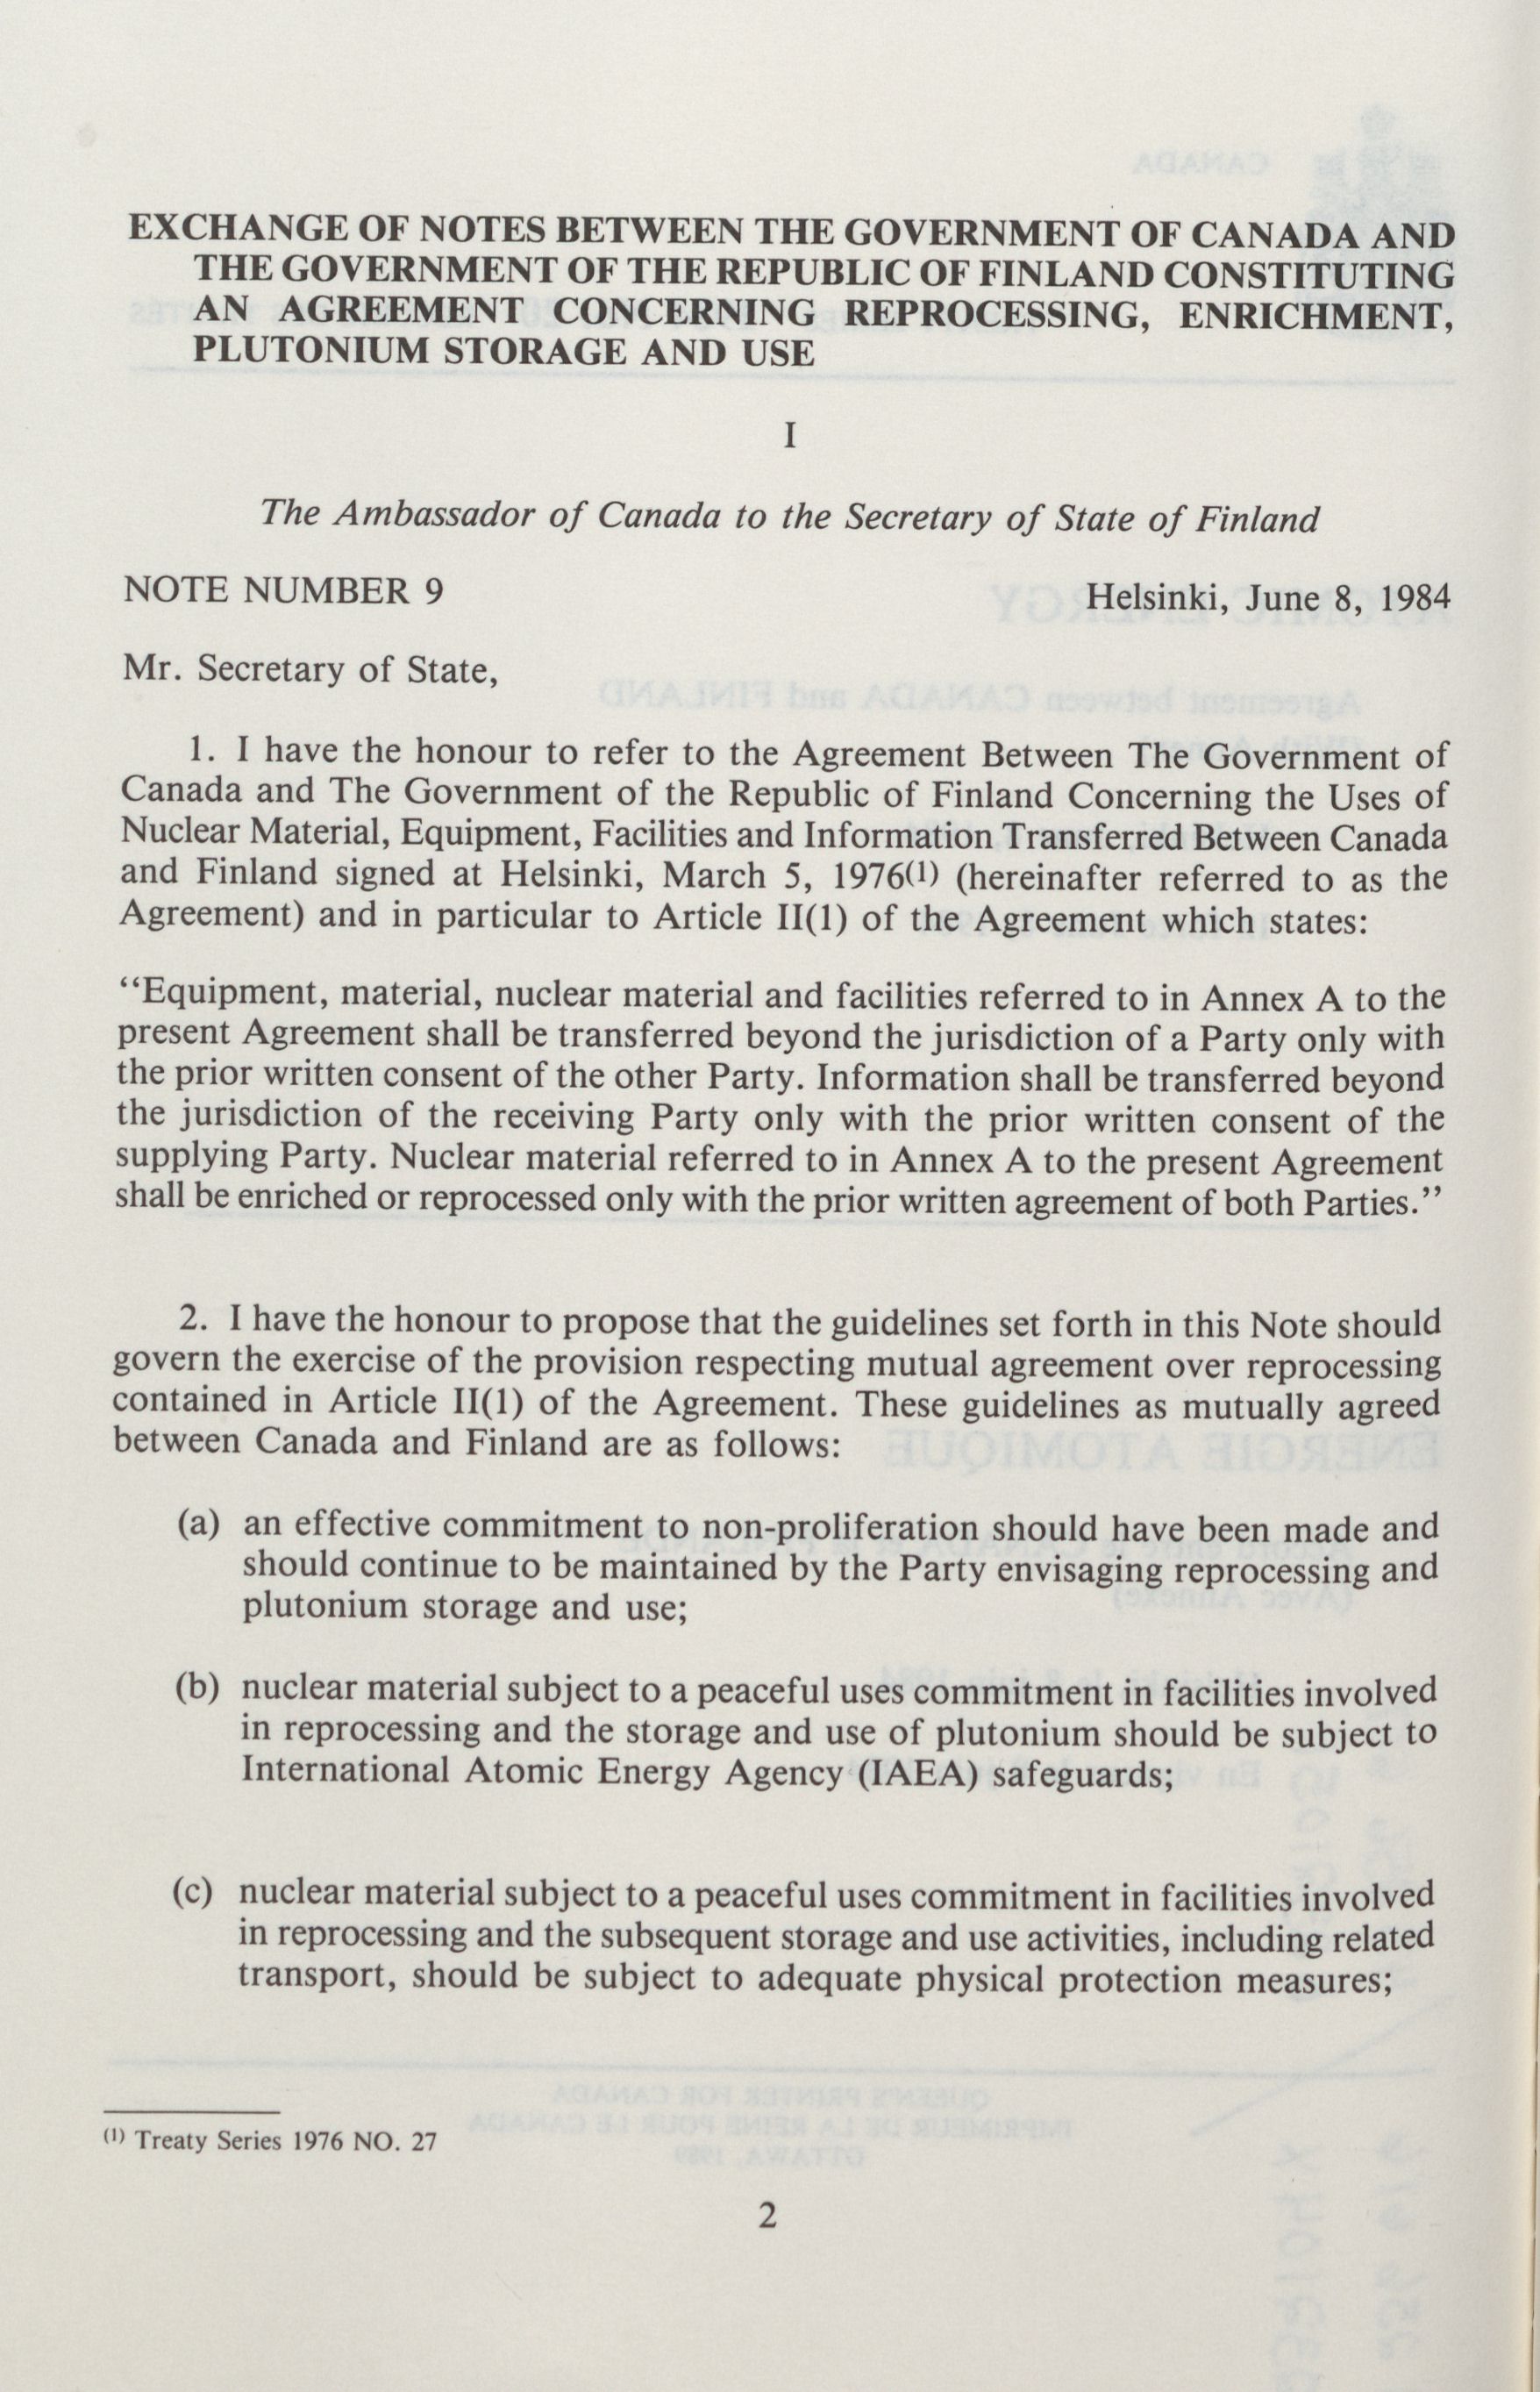 EXCHANGE OF NOTES BETWEEN THE GOVERNMENT OF CANADA AND
THE GOVERNMENT OF THE REPUBLIC OF FINLAND CONSTITUTING
AN AGREEMENT CONCERNING REPROCESSING, ENRICHMENT,
PLUTONIUM STORAGE AND USE
I
The Ambassador of Canada to the Secretary of State of Finland
NOTE NUMBER 9 Helsinki, June 8, 1984
Mr. Secretary of State,
1. I have the honour to refer to the Agreement Between The Government of
Canada and The Government of the Republic of Finland Concerning the Uses of
Nuclear Material, Equipment, Facilities and Information Transferred Between Canada
and Finland signed at Helsinki, March 5, 1976(1) (hereinafter referred to as the
Agreement) and in particular to Article II(1) of the Agreement which states:
“Equipment, material, nuclear material and facilities referred to in Annex A to the
present Agreement shall be transferred beyond the jurisdiction of a Party only with
the prior written consent of the other Party. Information shall be transferred beyond
the jurisdiction of the receiving Party only with the prior written consent of the
supplying Party. Nuclear material referred to in Annex A to the present Agreement
shall be enriched or reprocessed only with the prior written agreement of both Parties.”
2. I have the honour to propose that the guidelines set forth in this Note should
govern the exercise of the provision respecting mutual agreement over reprocessing
contained in Article II(1) of the Agreement. These guidelines as mutually agreed
between Canada and Finland are as follows:
(a) an effective commitment to non-proliferation should have been made and
should continue to be maintained by the Party envisaging reprocessing and
plutonium storage and use;
(b) nuclear material subject to a peaceful uses commitment in facilities involved
in reprocessing and the storage and use of plutonium should be subject to
International Atomic Energy Agency (IAEA) safeguards;
(c) nuclear material subject to a peaceful uses commitment in facilities involved
in reprocessing and the subsequent storage and use activities, including related
transport, should be subject to adequate physical protection measures;
(1) Treaty Series 1976 NO. 27
2